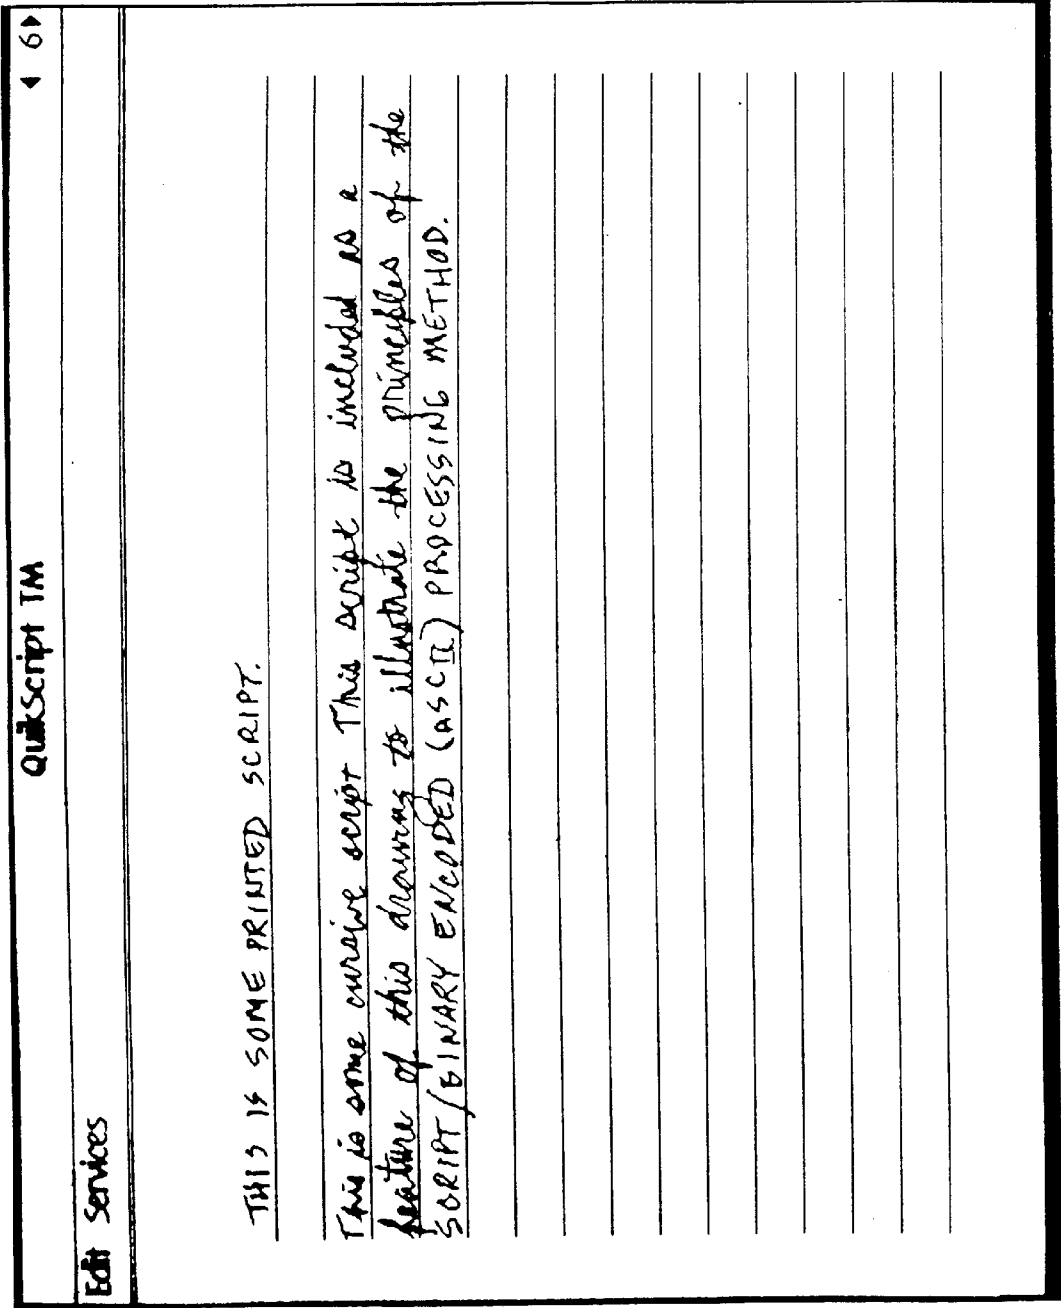 QuikScript TM
◀ 6 ▶
Edit Services
THIS IS SOME PRINTED SCRIPT.
This is some cursive script This script is included as a
feature of this drawing to illustrate the principles of the
SCRIPT/BINARY ENCODED (ASCII) PROCESSING METHOD.